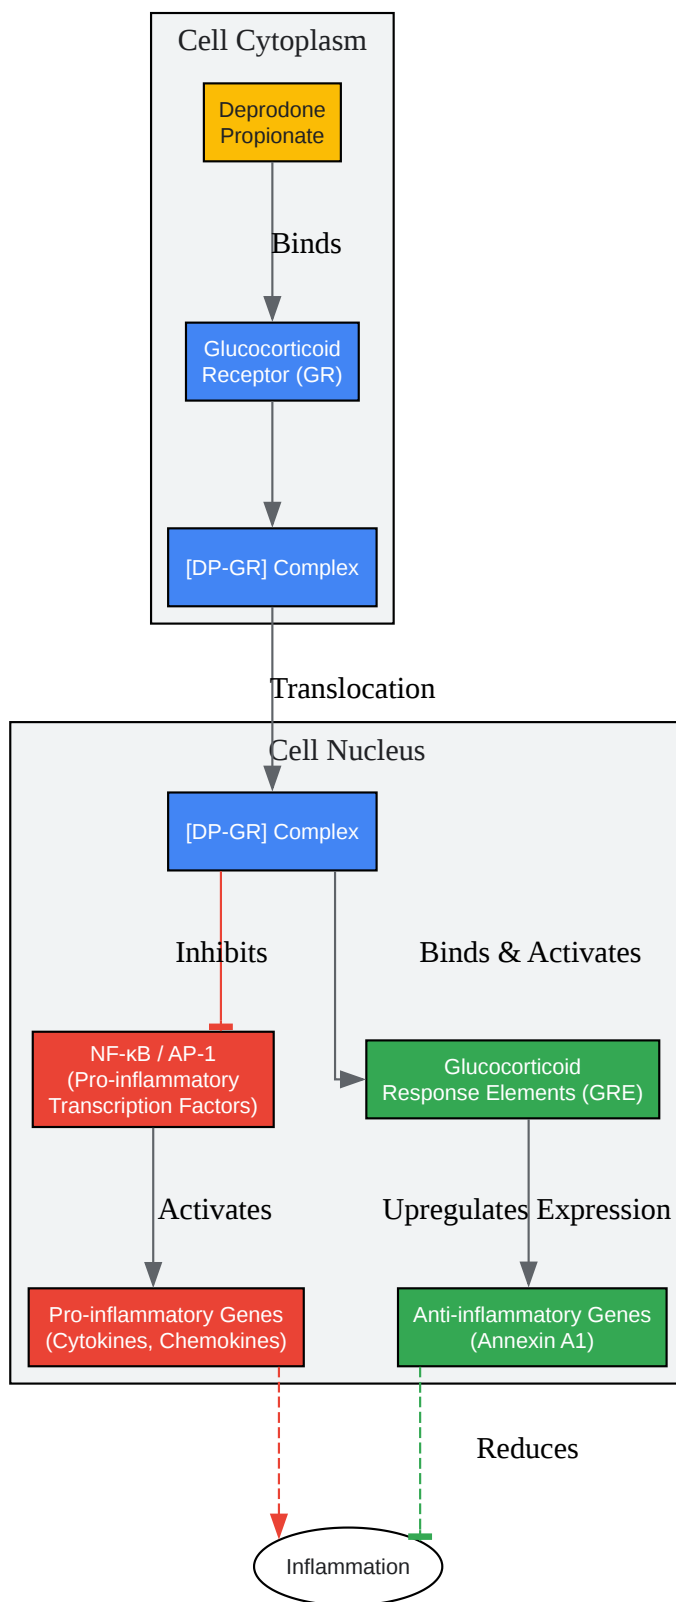 Cell Cytoplasm
Deprodone
Propionate
Binds
Glucocorticoid
Receptor (GR)
[DP-GR] Complex
Translocation
Cell Nucleus
[DP-GR] Complex
Inhibits
Binds & Activates
NF-κB / AP-1
(Pro-inflammatory
Transcription Factors)
Glucocorticoid
Response Elements (GRE)
Activates
Upregulates Expression
Pro-inflammatory Genes
(Cytokines, Chemokines)
Anti-inflammatory Genes
(Annexin A1)
Reduces
Inflammation